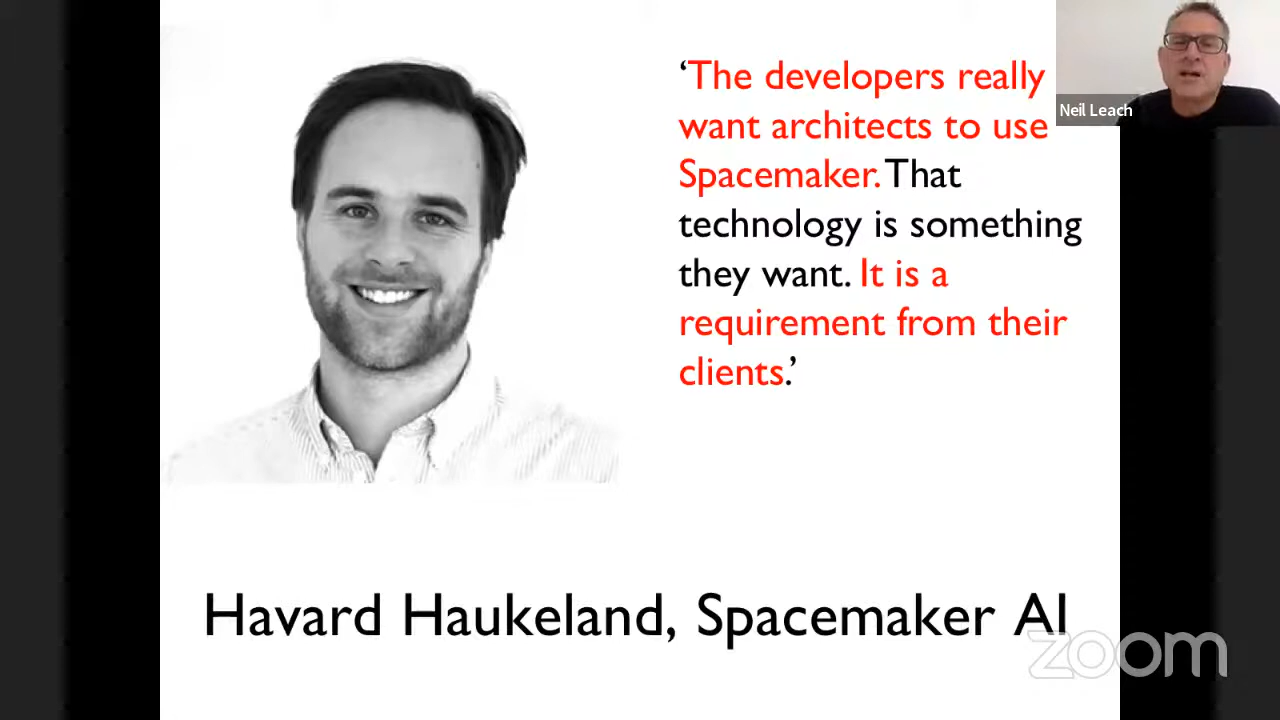 ‘The developers really
want architects to use
Spacemaker. That
technology is something
they want. It is a
requirement from their
clients.’
Neil Leach
Havard Haukeland, Spacemaker AI
zoom